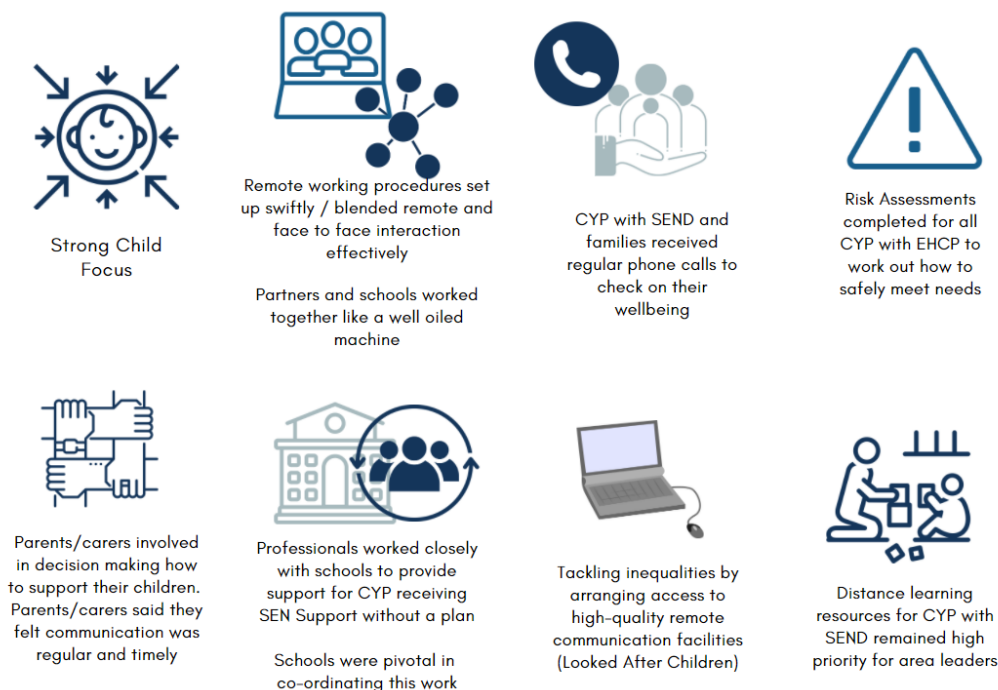 Strong Child
Focus
Remote working procedures set
up swiftly / blended remote and
face to face interaction
effectively
Partners and schools worked
together like a well oiled
machine
CYP with SEND and
families received
regular phone calls to
check on their
wellbeing
Risk Assessments
completed for all
CYP with EHCP to
work out how to
safely meet needs
Parents/carers involved
in decision making how
to support their children.
Parents/carers said they
felt communication was
regular and timely
Professionals worked closely
with schools to provide
support for CYP receiving
SEN Support without a plan
Schools were pivotal in
co-ordinating this work
Tackling inequalities by
arranging access to
high-quality remote
communication facilities
(Looked After Children)
Distance learning
resources for CYP with
SEND remained high
priority for area leaders